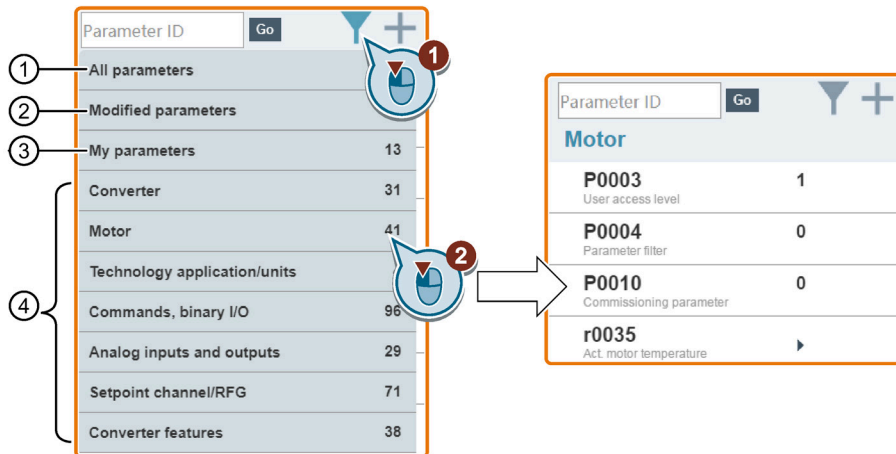 Parameter ID Go
1
1 All parameters
2 Modified parameters
3 My parameters 13
4
Converter 31
Motor 41
2
Technology application/units
Commands, binary I/O 96
Analog inputs and outputs 29
Setpoint channel/RFG 71
Converter features 38
Parameter ID Go
Motor
P0003 1
User access level
P0004 0
Parameter filter
P0010 0
Commissioning parameter
r0035
Act. motor temperature